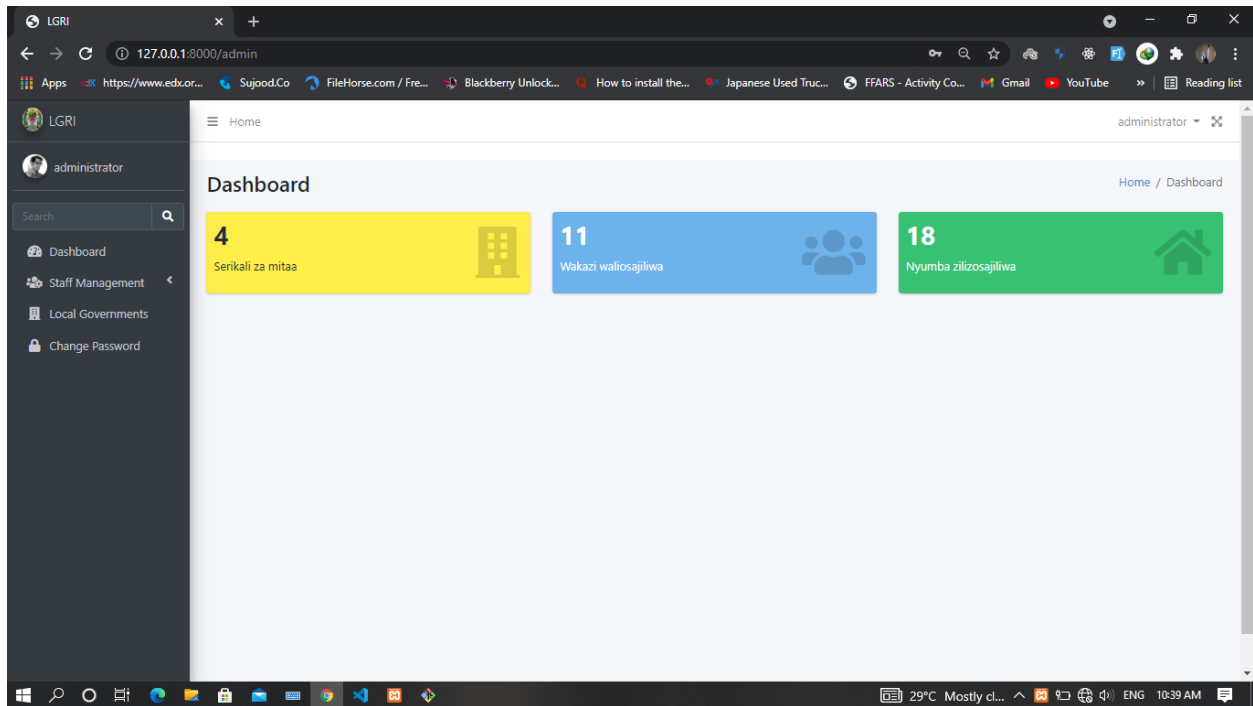 LGRI
127.0.0.1:8000/admin
Apps https://www.edx.or... Sujood.Co FileHorse.com / Fre... Blackberry Unlock... How to install the... Japanese Used Truc... FFARS - Activity Co... Gmail YouTube » Reading list
LGRI
Home
administrator
administrator
Search
Dashboard
Staff Management
Local Governments
Change Password
Dashboard
Home / Dashboard
4
Serikali za mitaa
11
Wakazi waliosajiliwa
18
Nyumba zilizosajiliwa
29°C Mostly cl... ENG 10:39 AM